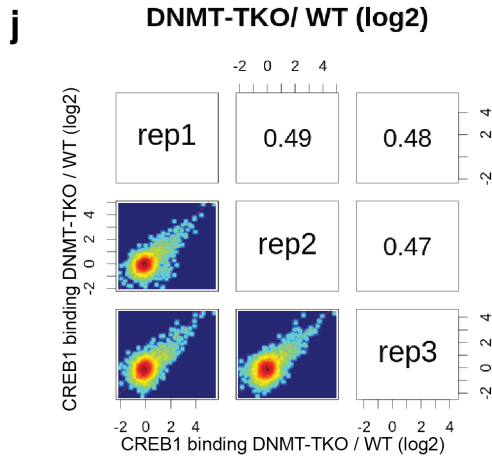 j
DNMT-TKO/ WT (log2)
-2 0 2 4
rep1
0.49
0.48
4
2
-2
4
2
0
-2
rep2
0.47
rep3
4
2
0
-2
-2 0 2 4
-2 0 2 4
CREB1 binding DNMT-TKO / WT (log2)
CREB1 binding DNMT-TKO / WT (log2)